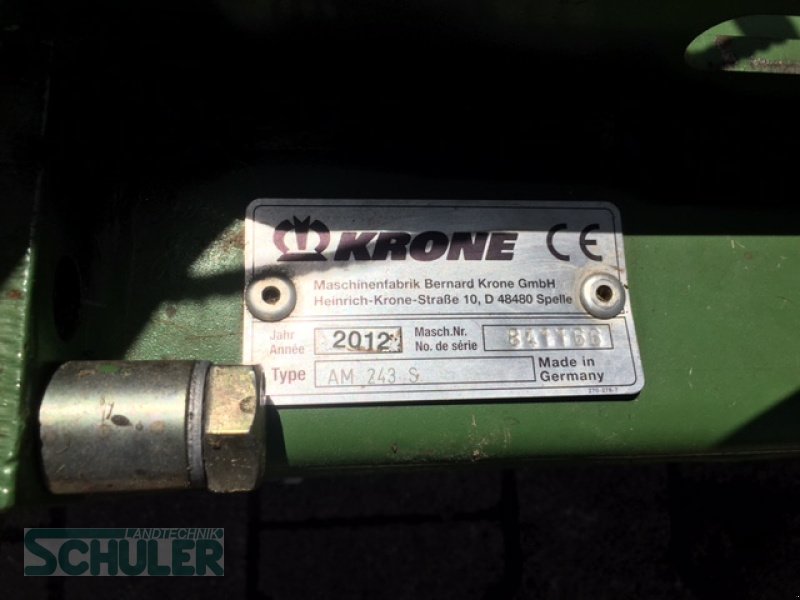 KRONE CE
Maschinenfabrik Bernard Krone GmbH
Heinrich-Krone-Straße 10, D 48480 Spelle
Jahr
Année
2012
Masch.Nr.
No. de série
Type
AM 243 S
Made in
Germany
LANDTECHNIK
SCHULER